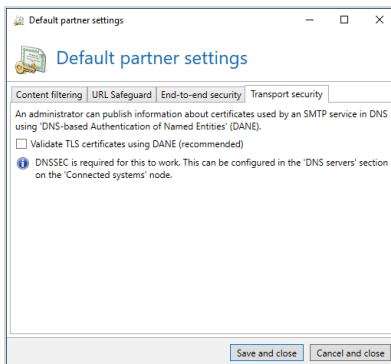 Default partner settings
Default partner settings
Content filtering URL Safeguard End-to-end security Transport security
An administrator can publish information about certificates used by an SMTP service in DNS
using 'DNS-based Authentication of Named Entities' (DANE).
Validate TLS certificates using DANE (recommended)
DNSSEC is required for this to work. This can be configured in the 'DNS servers' section
on the 'Connected systems' node.
Save and close Cancel and close